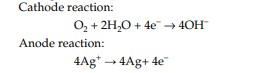 Cathode reaction:
O₂ + 2H₂O + 4e⁻ → 4OH⁻
Anode reaction:
4Ag⁺ → 4Ag+ 4e⁻